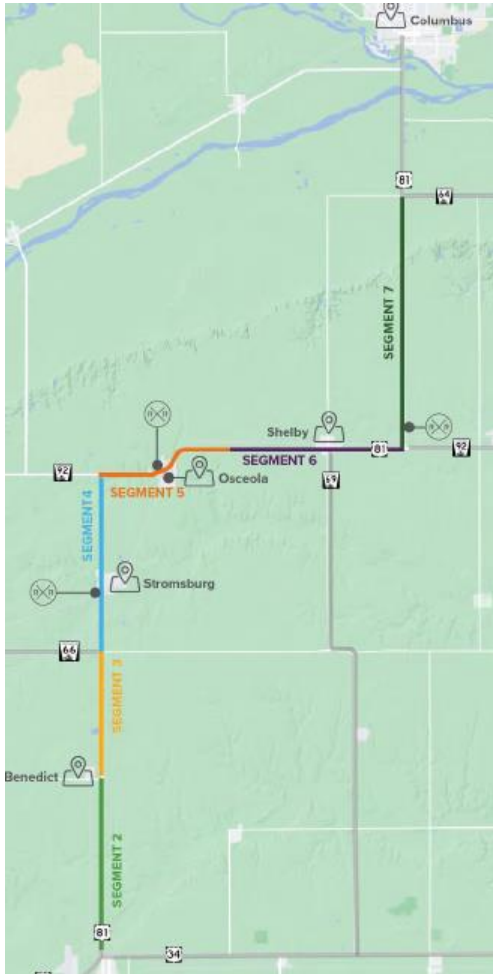 Columbus
81
64
SEGMENT 7
Shelby
81
92
SEGMENT 6
69
92
SEGMENT 5
Osceola
SEGMENT 4
Stromsburg
66
SEGMENT 3
Benedict
SEGMENT 2
81
34